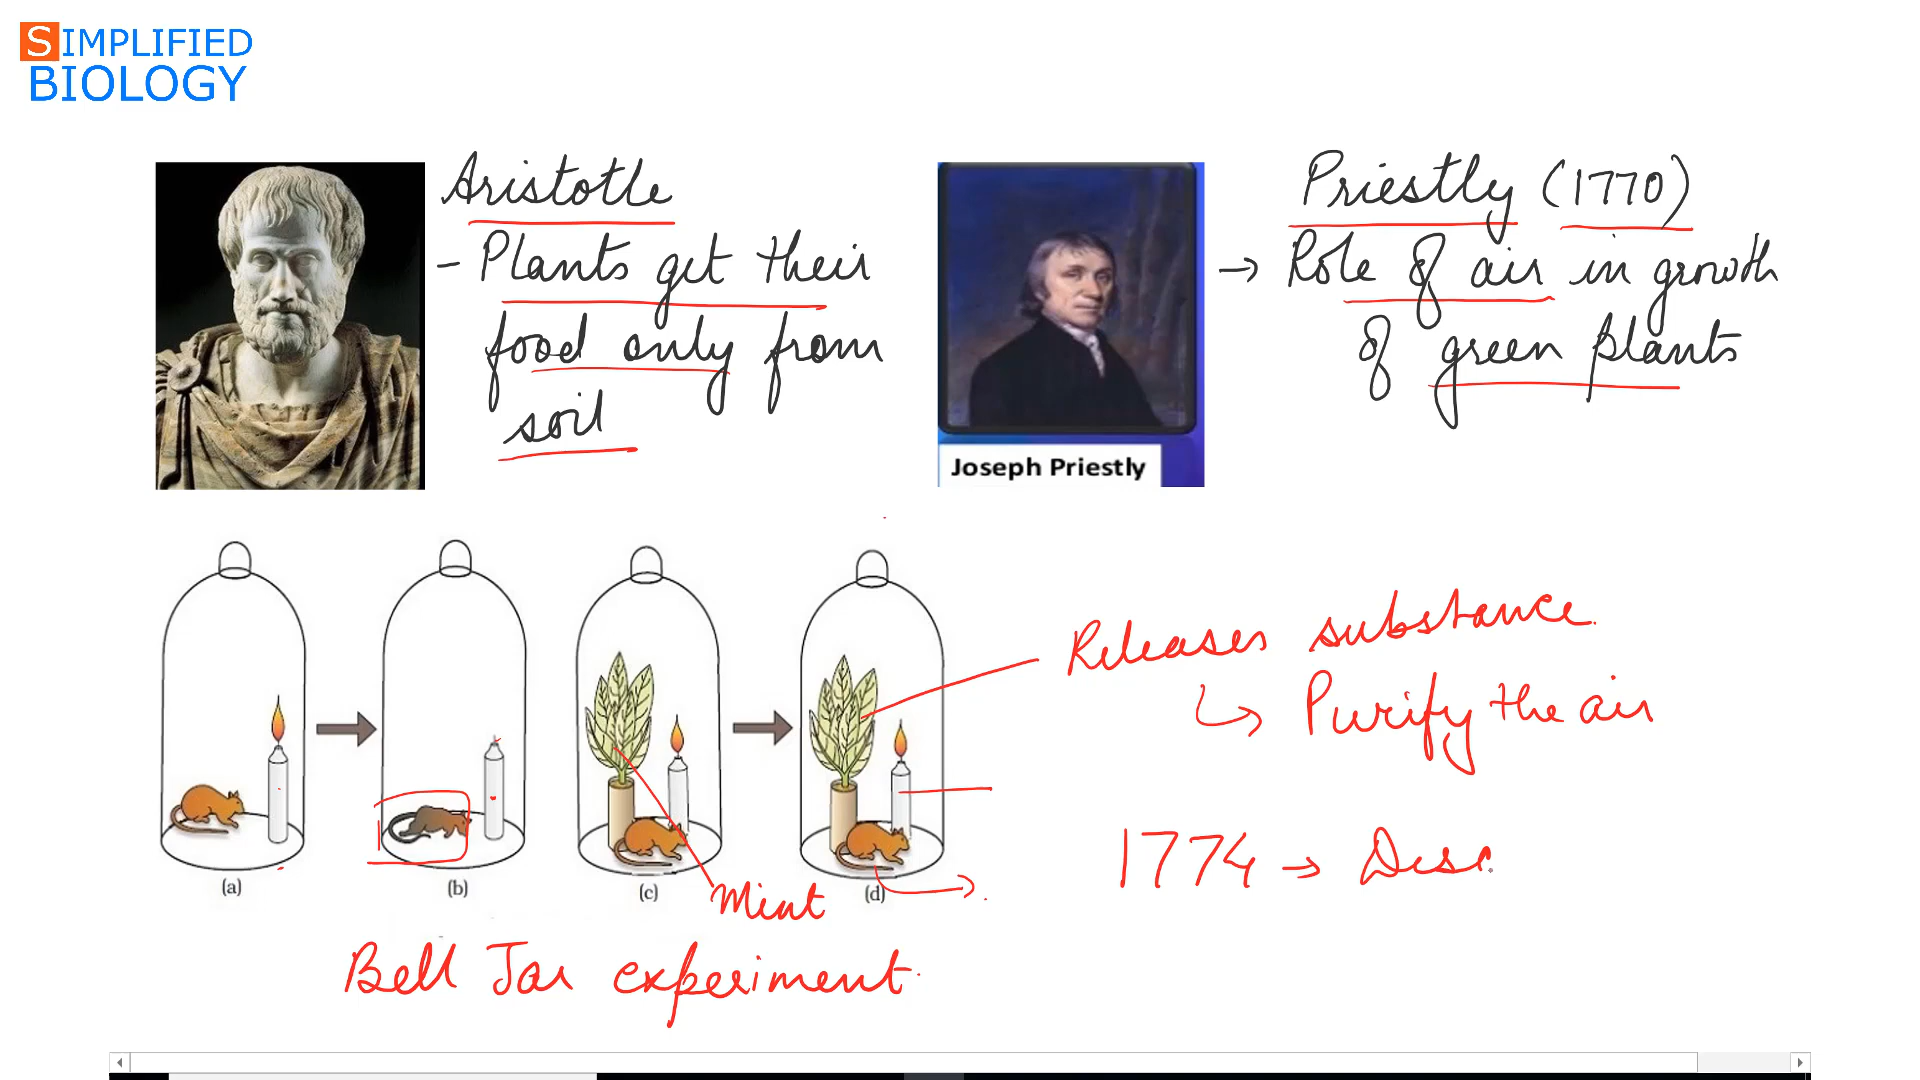 SIMPLIFIED
BIOLOGY
Aristotle
- Plants get their
food only from
soil
Joseph Priestly
Priestly (1770)
→ Role of air in growth
of green plants
(a)
(b)
(c)
(d)
Mint
Bell Jar experiment
Releases substance
↳ Purify the air
1774 → Disc